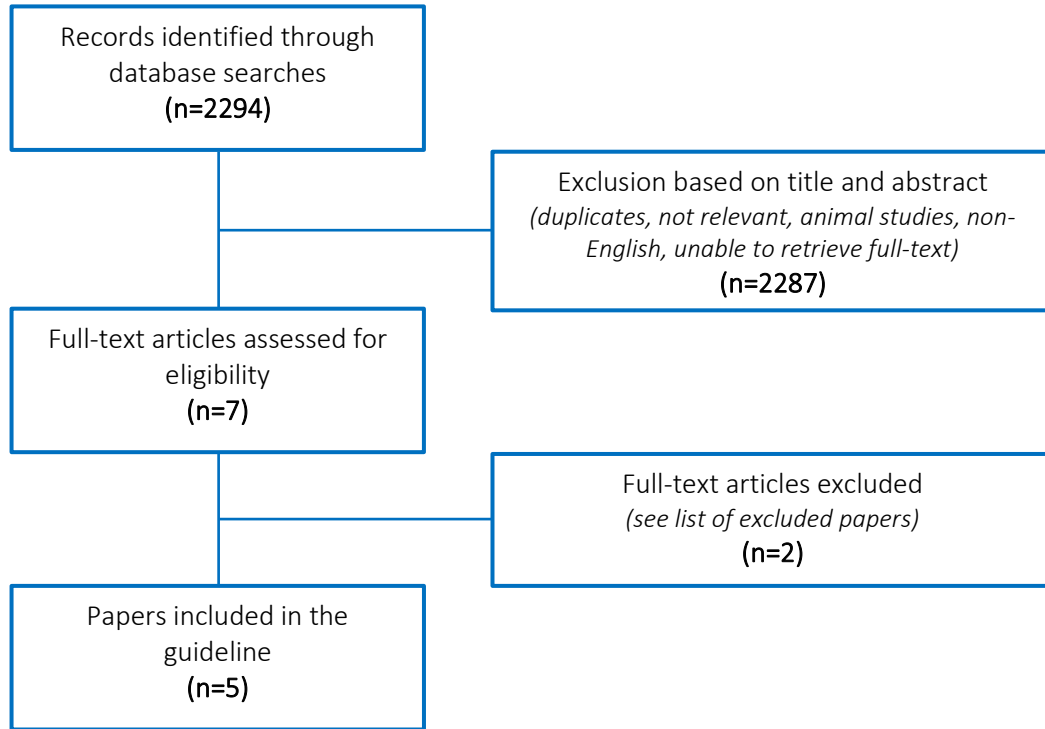 Records identified through
database searches
(n=2294)
Exclusion based on title and abstract
(duplicates, not relevant, animal studies, non-
English, unable to retrieve full-text)
(n=2287)
Full-text articles assessed for
eligibility
(n=7)
Full-text articles excluded
(see list of excluded papers)
(n=2)
Papers included in the
guideline
(n=5)